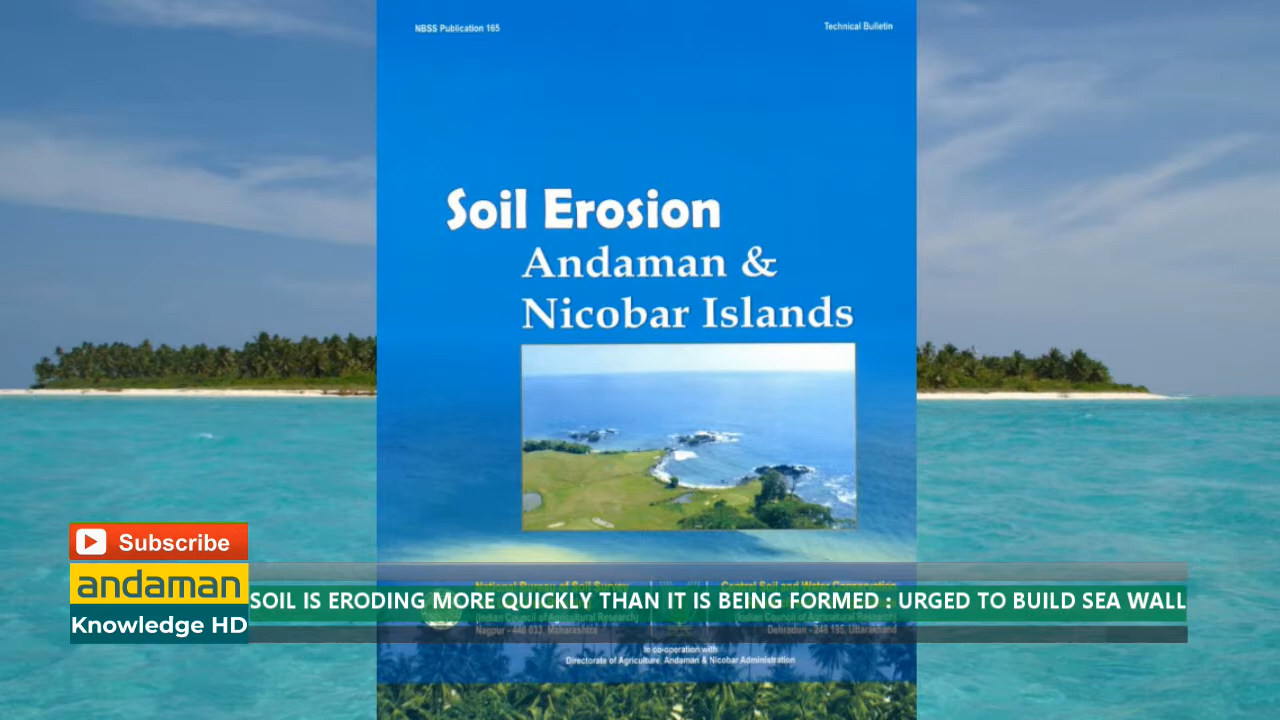 NBSS Publication 165
Technical Bulletin
Soil Erosion
Andaman &
Nicobar Islands
Subscribe
andaman
Knowledge HD
National Bureau of Soil Survey
Central Soil and Water Conservation
SOIL IS ERODING MORE QUICKLY THAN IT IS BEING FORMED : URGED TO BUILD SEA WALL
(Indian Council of Agricultural Research)
(Indian Council of Agricultural Research)
Nagpur - 440 033, Maharashtra
Dehradun - 248 195, Uttarakhand
In co-operation with
Directorate of Agriculture, Andaman & Nicobar Administration